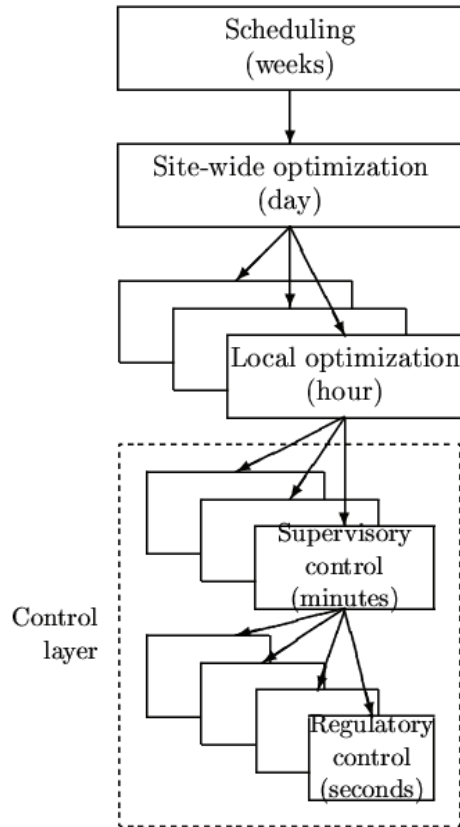 Scheduling
(weeks)
Site-wide optimization
(day)
Local optimization
(hour)
Supervisory
control
(minutes)
Control
layer
Regulatory
control
(seconds)